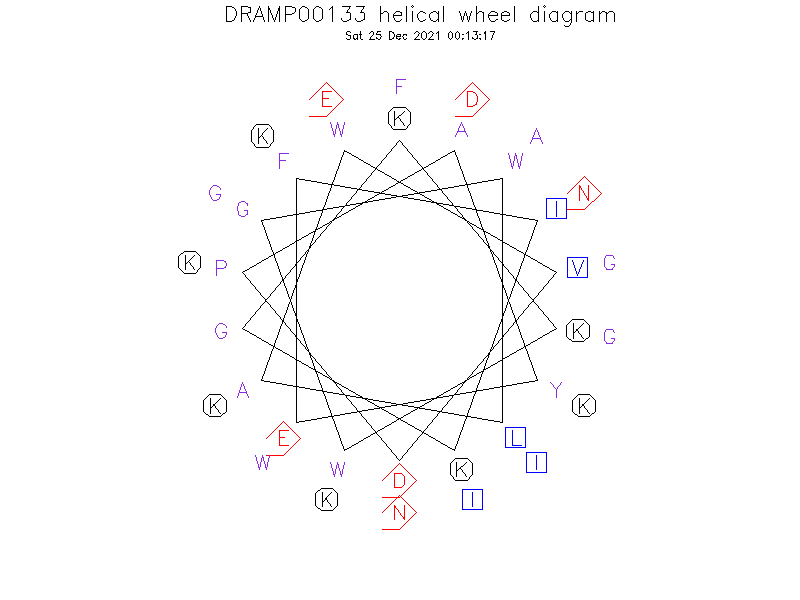 DRAMP00133 helical wheel diagram
Sat 25 Dec 2021 00:13:17
F
E D
K
K W A A
F W
G G I N
K P V G
G K G
K A Y K
E L
W W K I
D
K I
N